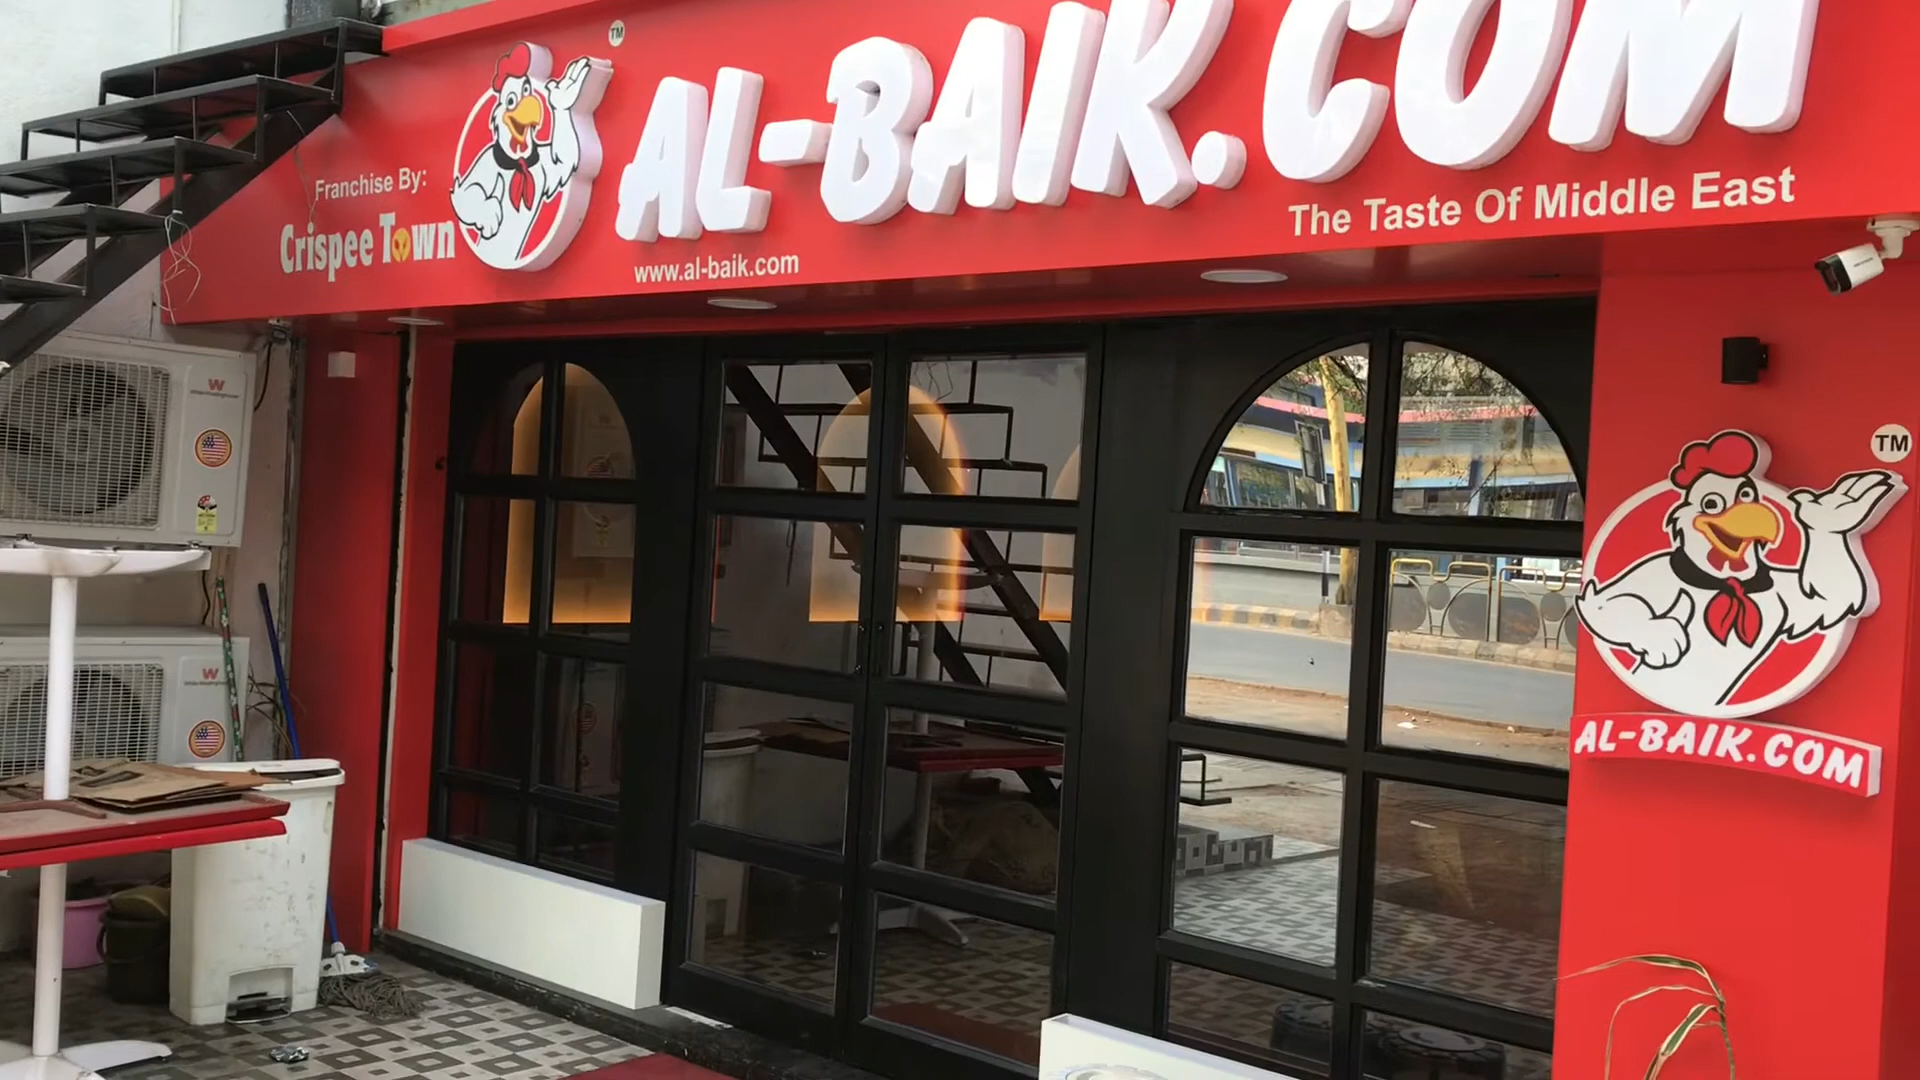 TM
AL-BAIK.COM
Franchise By:
Crispee Town
The Taste Of Middle East
www.al-baik.com
W
W
TM
AL-BAIK.COM